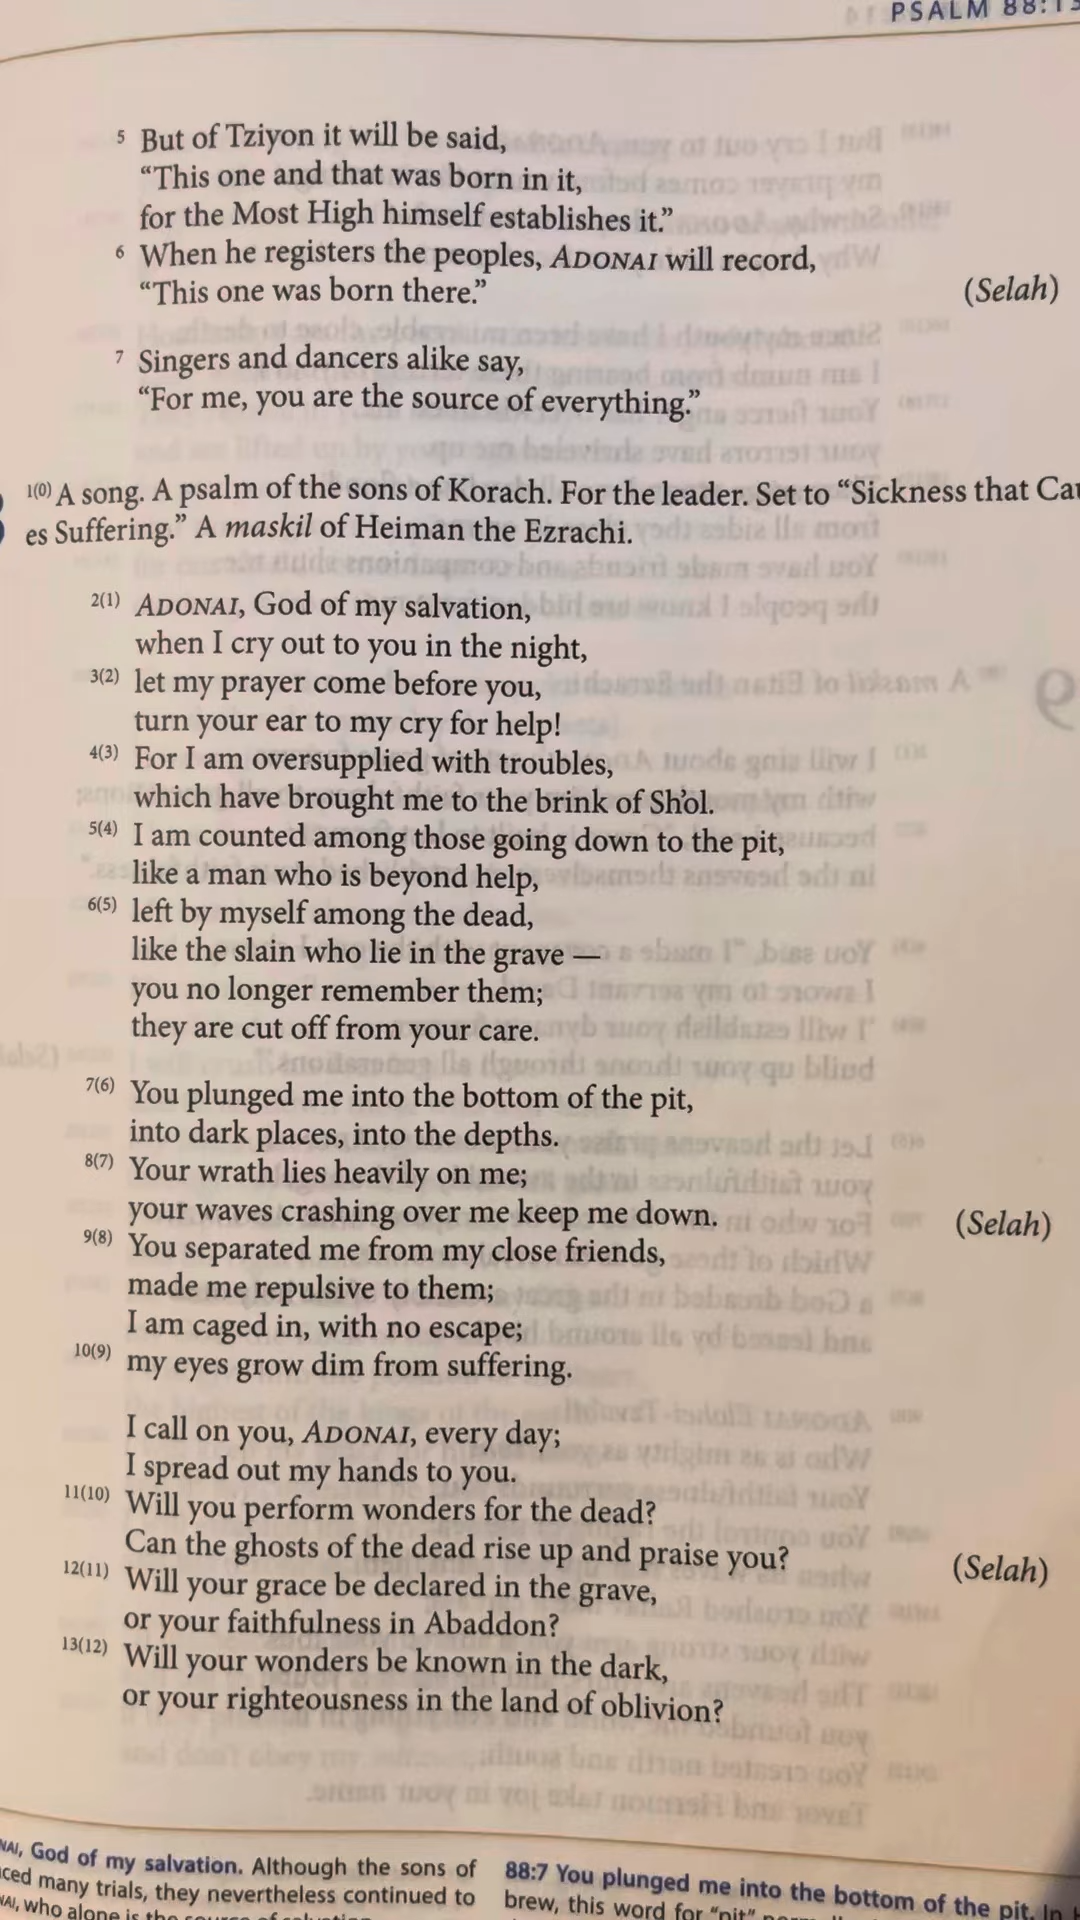 PSALM 88:13
5 But of Tziyon it will be said,
“This one and that was born in it,
for the Most High himself establishes it.”
6 When he registers the peoples, ADONAI will record,
“This one was born there.” (Selah)
7 Singers and dancers alike say,
“For me, you are the source of everything.”
1(0) A song. A psalm of the sons of Korach. For the leader. Set to “Sickness that Cau
es Suffering.” A maskil of Heiman the Ezrachi.
2(1) ADONAI, God of my salvation,
when I cry out to you in the night,
3(2) let my prayer come before you,
turn your ear to my cry for help!
4(3) For I am oversupplied with troubles,
which have brought me to the brink of Sh’ol.
5(4) I am counted among those going down to the pit,
like a man who is beyond help,
6(5) left by myself among the dead,
like the slain who lie in the grave —
you no longer remember them;
they are cut off from your care.
7(6) You plunged me into the bottom of the pit,
into dark places, into the depths.
8(7) Your wrath lies heavily on me;
your waves crashing over me keep me down. (Selah)
9(8) You separated me from my close friends,
made me repulsive to them;
I am caged in, with no escape;
10(9) my eyes grow dim from suffering.
I call on you, ADONAI, every day;
I spread out my hands to you.
11(10) Will you perform wonders for the dead?
Can the ghosts of the dead rise up and praise you? (Selah)
12(11) Will your grace be declared in the grave,
or your faithfulness in Abaddon?
13(12) Will your wonders be known in the dark,
or your righteousness in the land of oblivion?
NAI, God of my salvation. Although the sons of
ced many trials, they nevertheless continued to
NAI, who alone is the source of salvation
88:7 You plunged me into the bottom of the pit. In H
brew, this word for “pit”